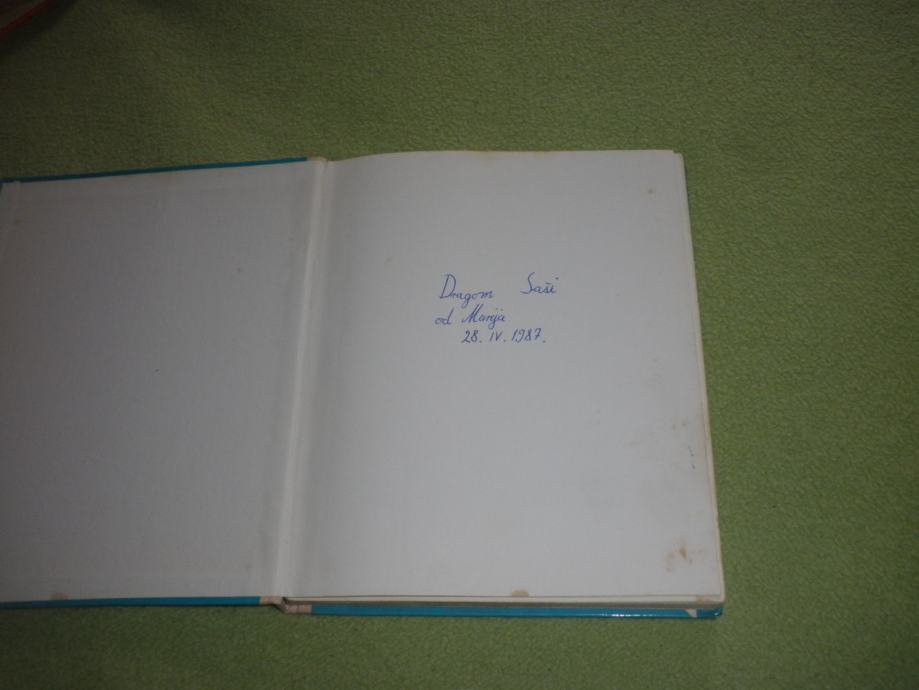 Dragom Saši
od Marija
28. IV. 1987.